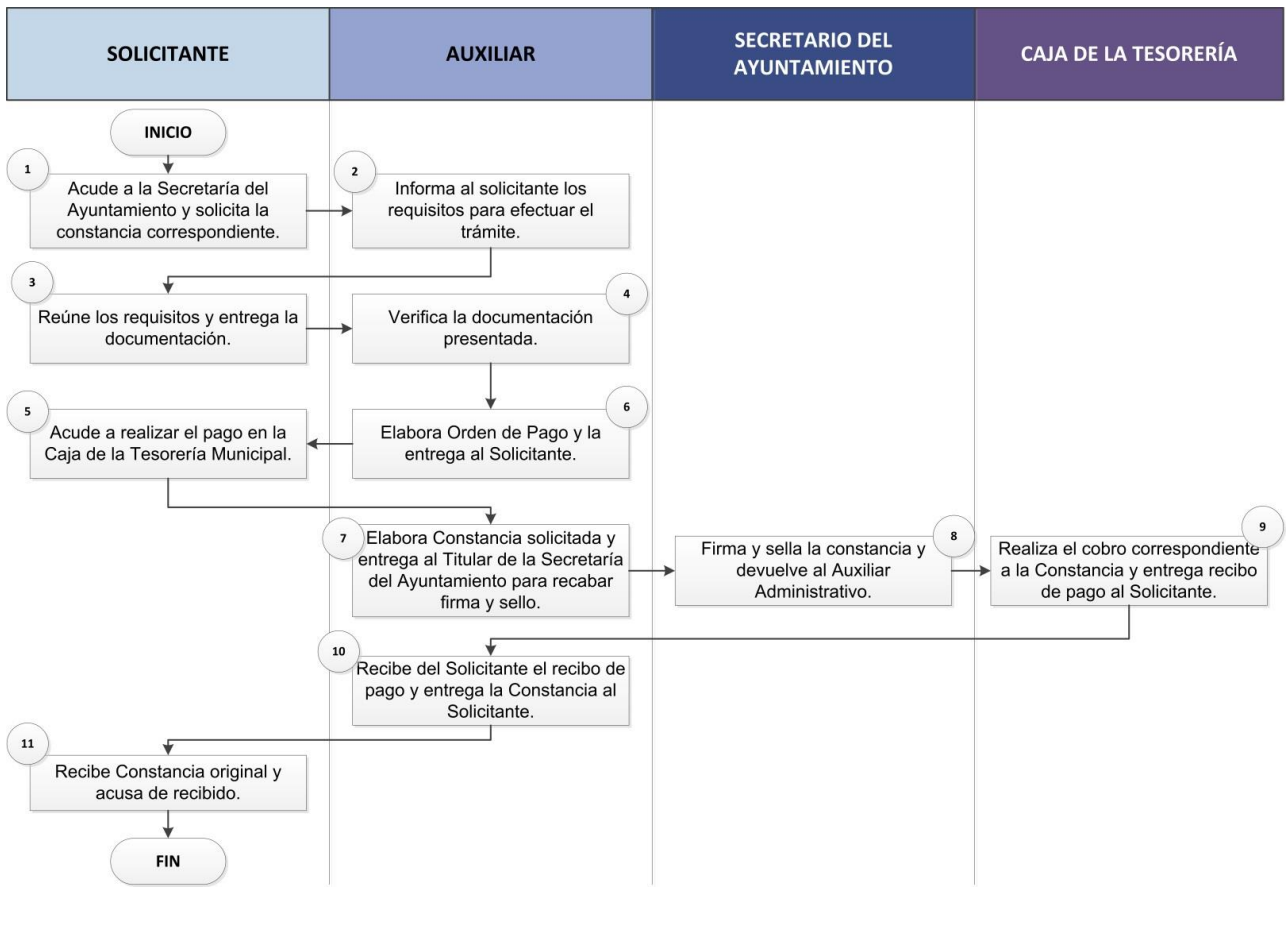 SOLICITANTE
AUXILIAR
SECRETARIO DEL
AYUNTAMIENTO
CAJA DE LA TESORERÍA
INICIO
1
Acude a la Secretaría del
Ayuntamiento y solicita la
constancia correspondiente.
2
Informa al solicitante los
requisitos para efectuar el
trámite.
3
Reúne los requisitos y entrega la
documentación.
4
Verifica la documentación
presentada.
5
Acude a realizar el pago en la
Caja de la Tesorería Municipal.
6
Elabora Orden de Pago y la
entrega al Solicitante.
7
Elabora Constancia solicitada y
entrega al Titular de la Secretaría
del Ayuntamiento para recabar
firma y sello.
8
Firma y sella la constancia y
devuelve al Auxiliar
Administrativo.
9
Realiza el cobro correspondiente
a la Constancia y entrega recibo
de pago al Solicitante.
10
Recibe del Solicitante el recibo de
pago y entrega la Constancia al
Solicitante.
11
Recibe Constancia original y
acusa de recibido.
FIN